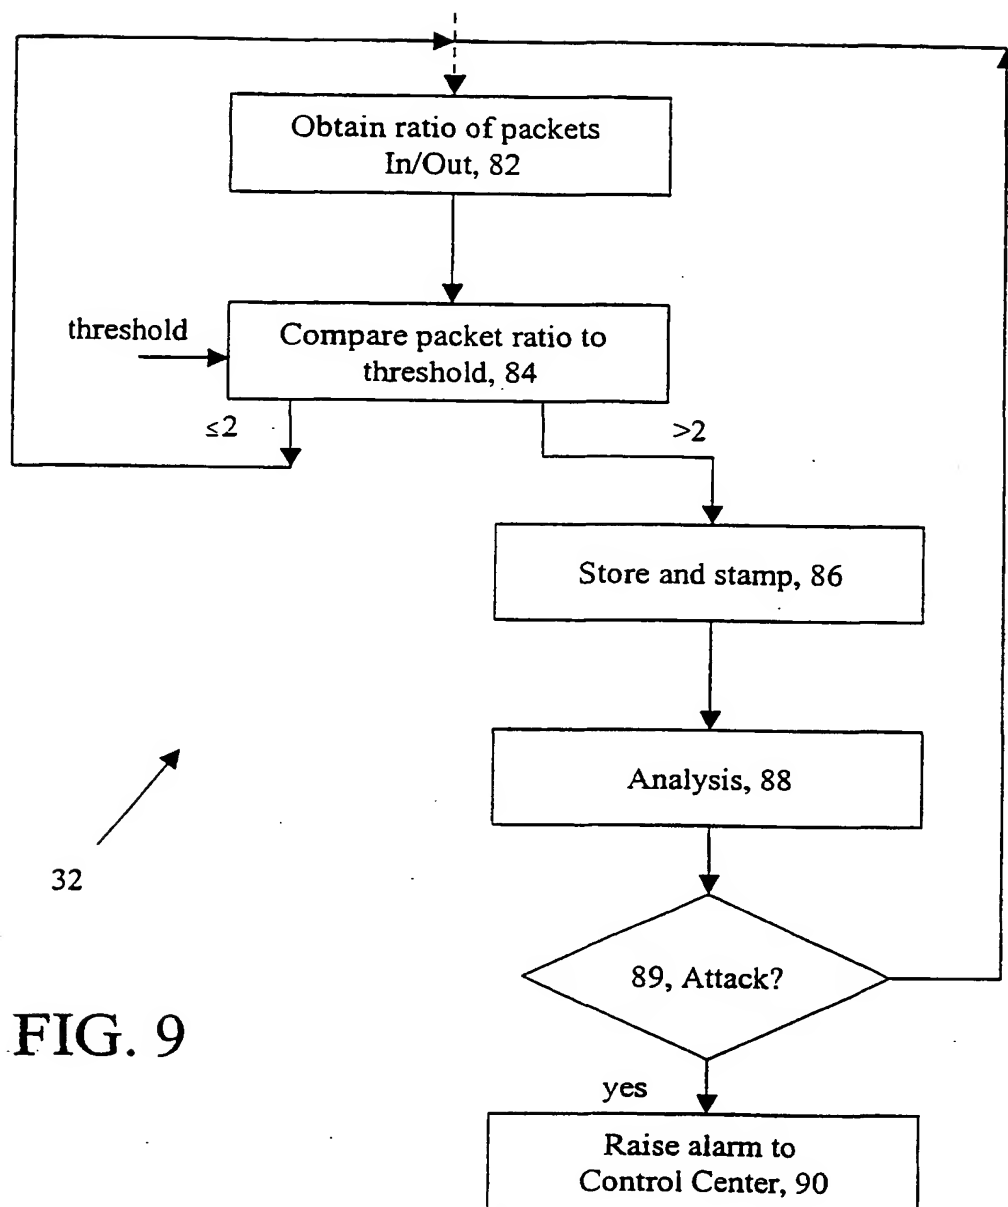 Obtain ratio of packets
In/Out, 82
threshold
Compare packet ratio to
threshold, 84
≤2
>2
Store and stamp, 86
Analysis, 88
32
89, Attack?
FIG. 9
yes
Raise alarm to
Control Center, 90